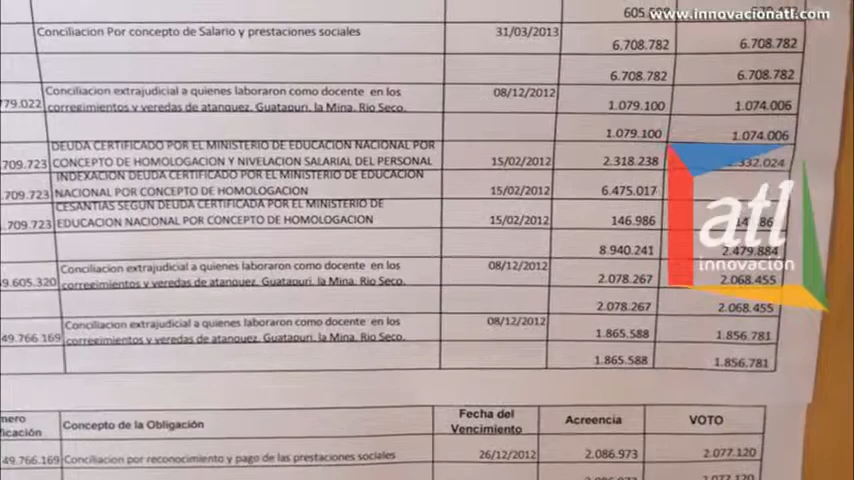 www.innovacionatl.com
Conciliacion Por concepto de Salario y prestaciones sociales 31/03/2013 6.708.782 6.708.782
6.708.782 6.708.782
779.022 Conciliacion extrajudicial a quienes laboraron como docente en los 08/12/2012
corregimientos y veredas de atanquez, Guatapuri, la Mina, Rio Seco. 1.079.100 1.074.006
1.079.100 1.074.006
DEUDA CERTIFICADO POR EL MINISTERIO DE EDUCACION NACIONAL POR
.709.723 CONCEPTO DE HOMOLOGACION Y NIVELACION SALARIAL DEL PERSONAL 15/02/2012 2.318.238
INDEXACION DEUDA CERTIFICADO POR EL MINISTERIO DE EDUCACION
.709.723 NACIONAL POR CONCEPTO DE HOMOLOGACION 15/02/2012 6.475.017
CESANTIAS SEGÚN DEUDA CERTIFICADA POR EL MINISTERIO DE
.709.723 EDUCACION NACIONAL POR CONCEPTO DE HOMOLOGACION 15/02/2012 146.986
8.940.241 2.479.884
atl
innovación
9.605.320 Conciliacion extrajudicial a quienes laboraron como docente en los 08/12/2012
corregimientos y veredas de atanquez, Guatapuri, la Mina, Rio Seco. 2.078.267 2.068.455
2.078.267 2.068.455
49.766.169 Conciliacion extrajudicial a quienes laboraron como docente en los 08/12/2012
corregimientos y veredas de atanquez, Guatapuri, la Mina, Rio Seco. 1.865.588 1.856.781
1.865.588 1.856.781
mero
ificación Concepto de la Obligación Fecha del Vencimiento Acreencia VOTO
49.766.169 Conciliacion por reconocimiento y pago de las prestaciones sociales 26/12/2012 2.086.973 2.077.120